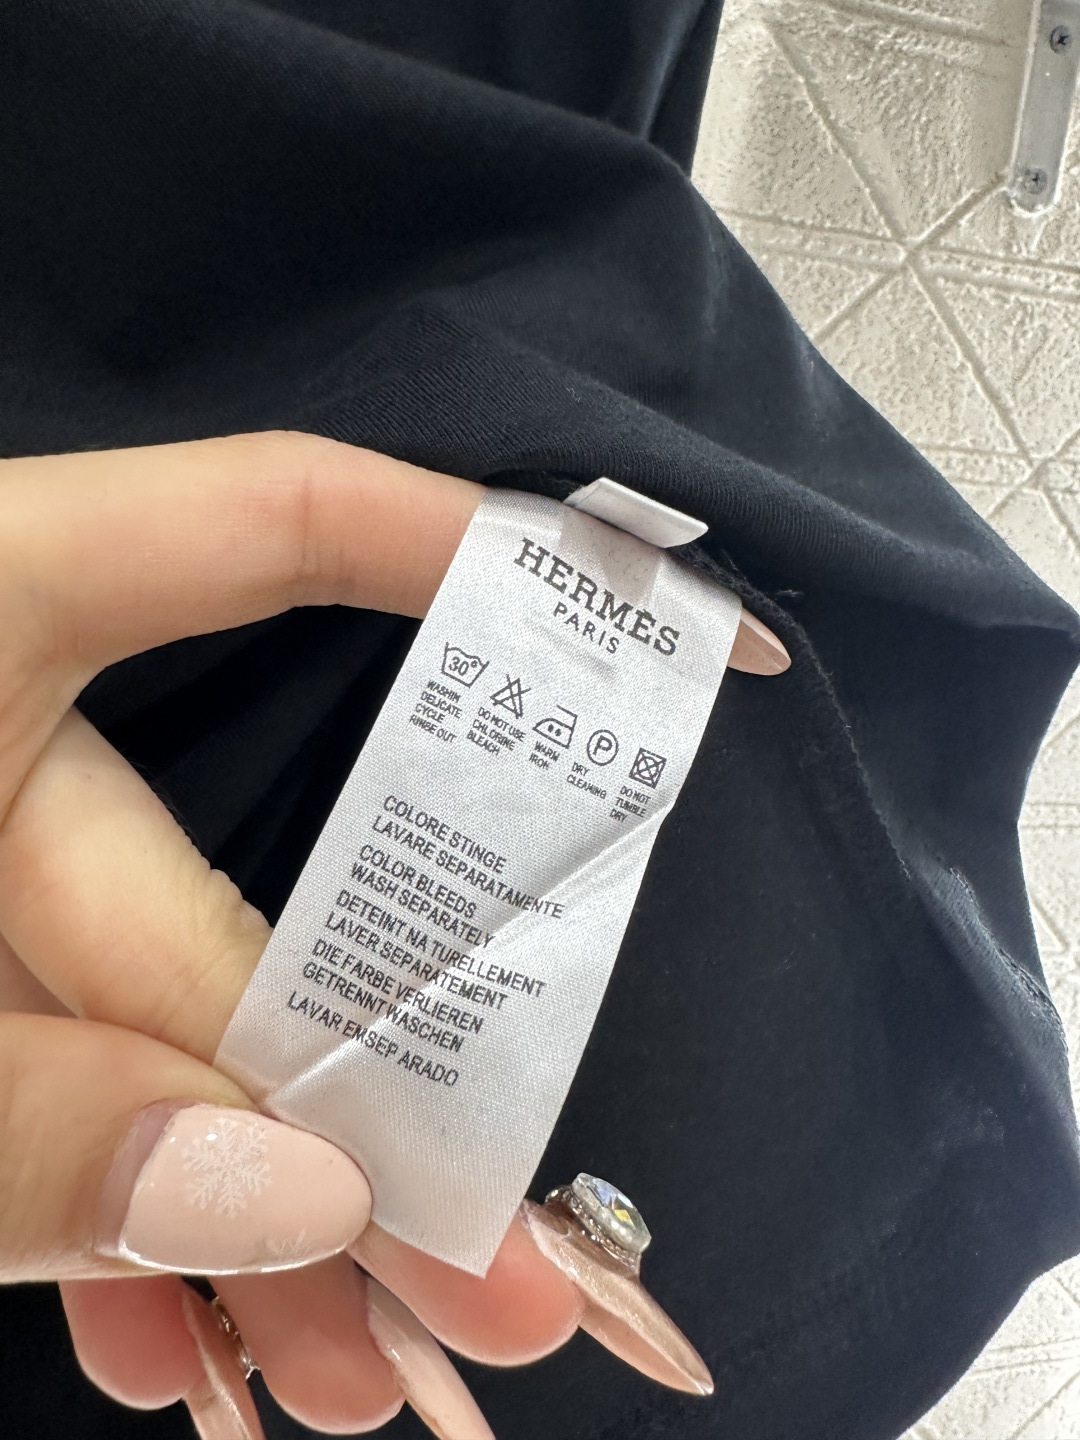 HERMÈS
PARIS
30°
WASH IN
DELICATE
CYCLE
RINSE OUT
DO NOT USE
CHLORINE
BLEACH
WARM
IRON
P
DRY
CLEANING
DO NOT
TUMBLE
DRY
COLORE STINGE
LAVARE SEPARATAMENTE
COLOR BLEEDS
WASH SEPARATELY
DETEINT NA TURELLEMENT
LAVER SEPARATEMENT
DIE FARBE VERLIEREN
GETRENNT WASCHEN
LAVAR EMSEP ARADO